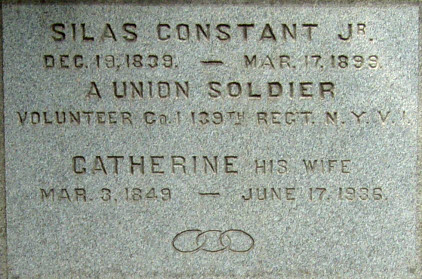 SILAS CONSTANT JR.
DEC. 19, 1839. — MAR. 17, 1899.
A UNION SOLDIER
VOLUNTEER CO. I 139TH REG'T. N. Y. V. I.
CATHERINE HIS WIFE
MAR. 3, 1849 — JUNE 17, 1936.